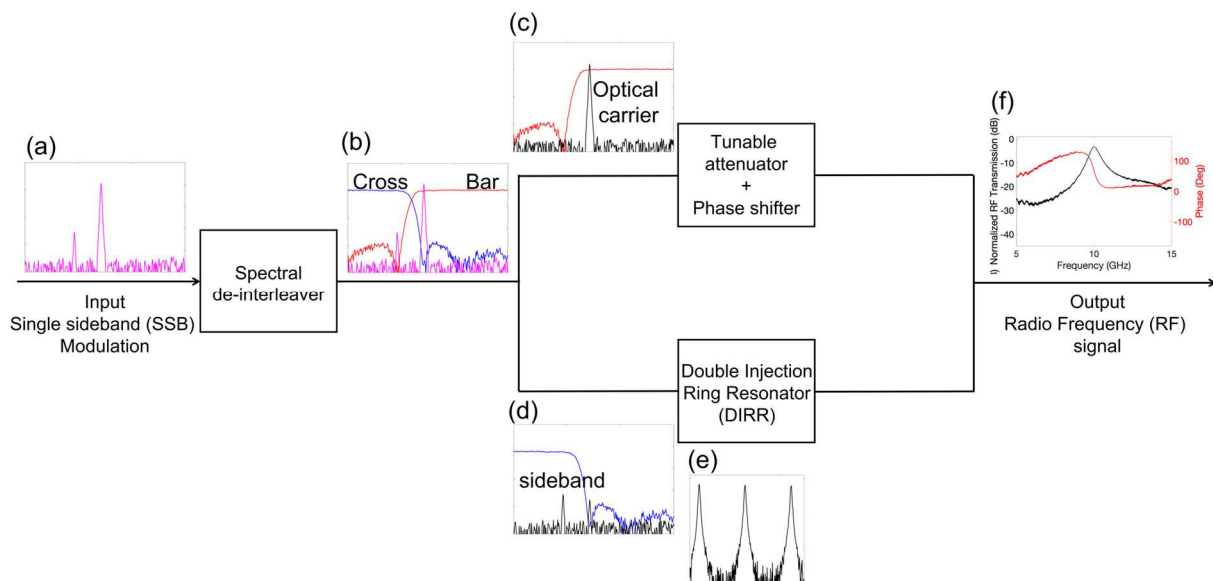 (c)
Optical
carrier
(a)
(b)
Cross
Bar
Tunable
attenuator
+
Phase shifter
(f)
Normalized RF Transmission (dB)
0
-10
-20
-30
-40
100
0
-100
Phase (Deg)
5
10
15
Frequency (GHz)
Spectral
de-interleaver
Input
Single sideband (SSB)
Modulation
Output
Radio Frequency (RF)
signal
Double Injection
Ring Resonator
(DIRR)
(d)
sideband
(e)